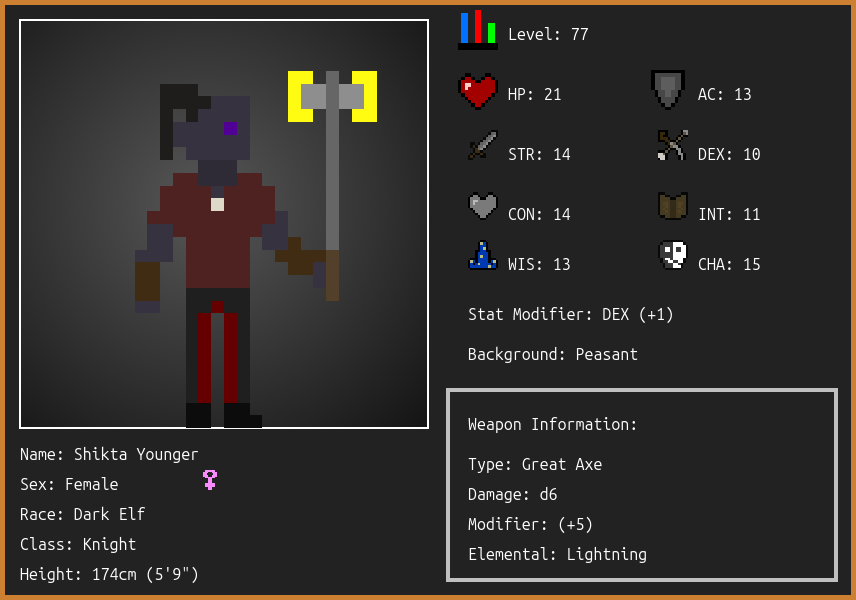 Level: 77
HP: 21
AC: 13
STR: 14
DEX: 10
CON: 14
INT: 11
WIS: 13
CHA: 15
Stat Modifier: DEX (+1)
Background: Peasant
Weapon Information:
Type: Great Axe
Damage: d6
Modifier: (+5)
Elemental: Lightning
Name: Shikta Younger
Sex: Female
Race: Dark Elf
Class: Knight
Height: 174cm (5'9")